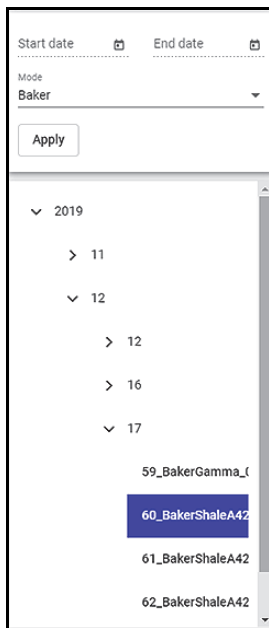 Start date End date
Mode
Baker
Apply
2019
11
12
12
16
17
59_BakerGamma_(
60_BakerShaleA42
61_BakerShaleA42
62_BakerShaleA42